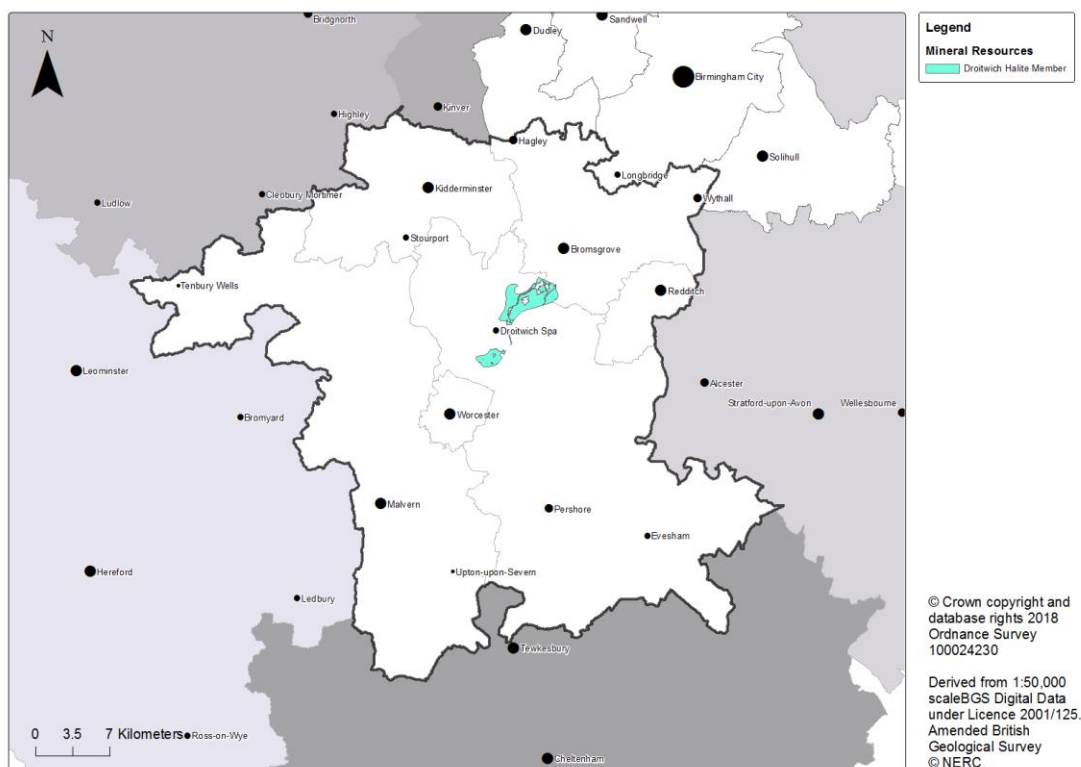 N
Bridgnorth
Sandwell
Dudley
Birmingham City
Kinver
Highley
Hagley
Solihull
Longbridge
Kidderminster
Cleobury Mortimer
Ludlow
Wythall
Stourport
Bromsgrove
Tenbury Wells
Redditch
Droitwich Spa
Leominster
Alcester
Stratford-upon-Avon
Wellesbourne
Bromyard
Worcester
Malvern
Pershore
Evesham
Hereford
Upton-upon-Severn
Ledbury
Tewkesbury
0 3.5 7 Kilometers
Ross-on-Wye
Cheltenham
Legend
Mineral Resources
Droitwich Halite Member
© Crown copyright and
database rights 2018
Ordnance Survey
100024230
Derived from 1:50,000
scaleBGS Digital Data
under Licence 2001/125.
Amended British
Geological Survey
© NERC